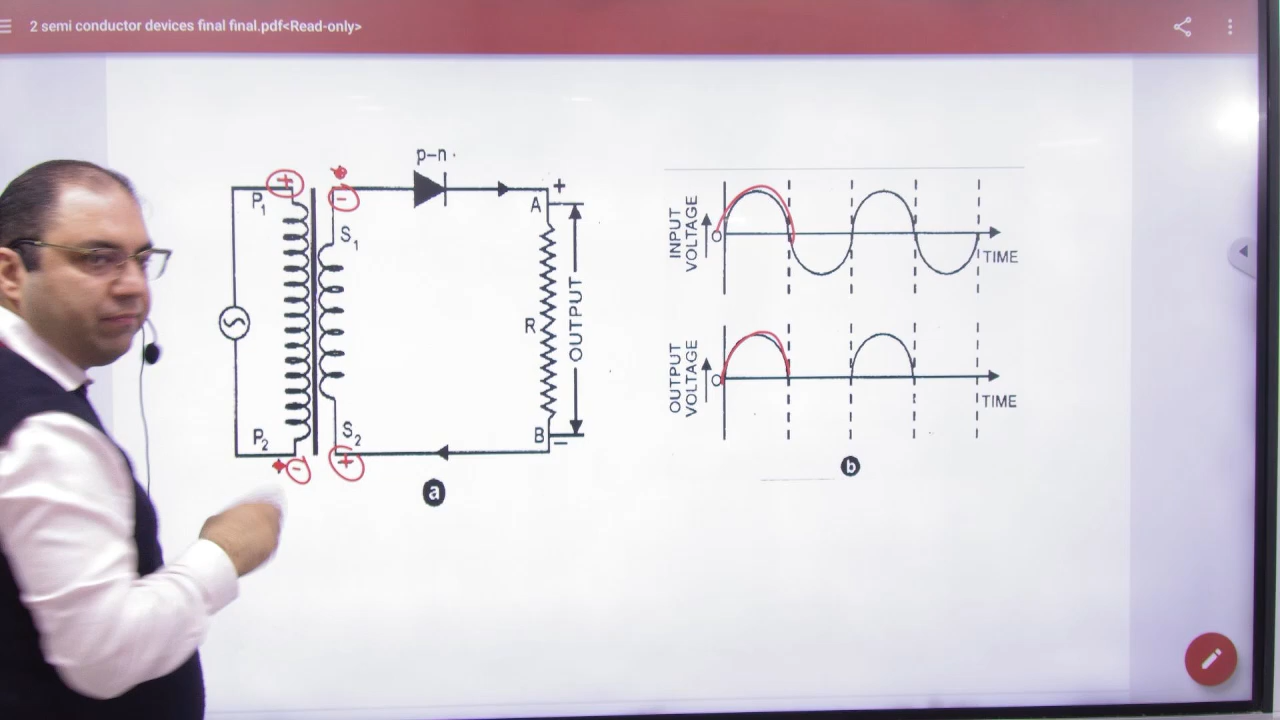 2 semi conductor devices final final.pdf<Read-only>
p-n
+
+
-
P₁
A
S₁
INPUT VOLTAGE
O
TIME
R
OUTPUT
OUTPUT VOLTAGE
O
TIME
S₂
P₂
B
-
-
+
a
b